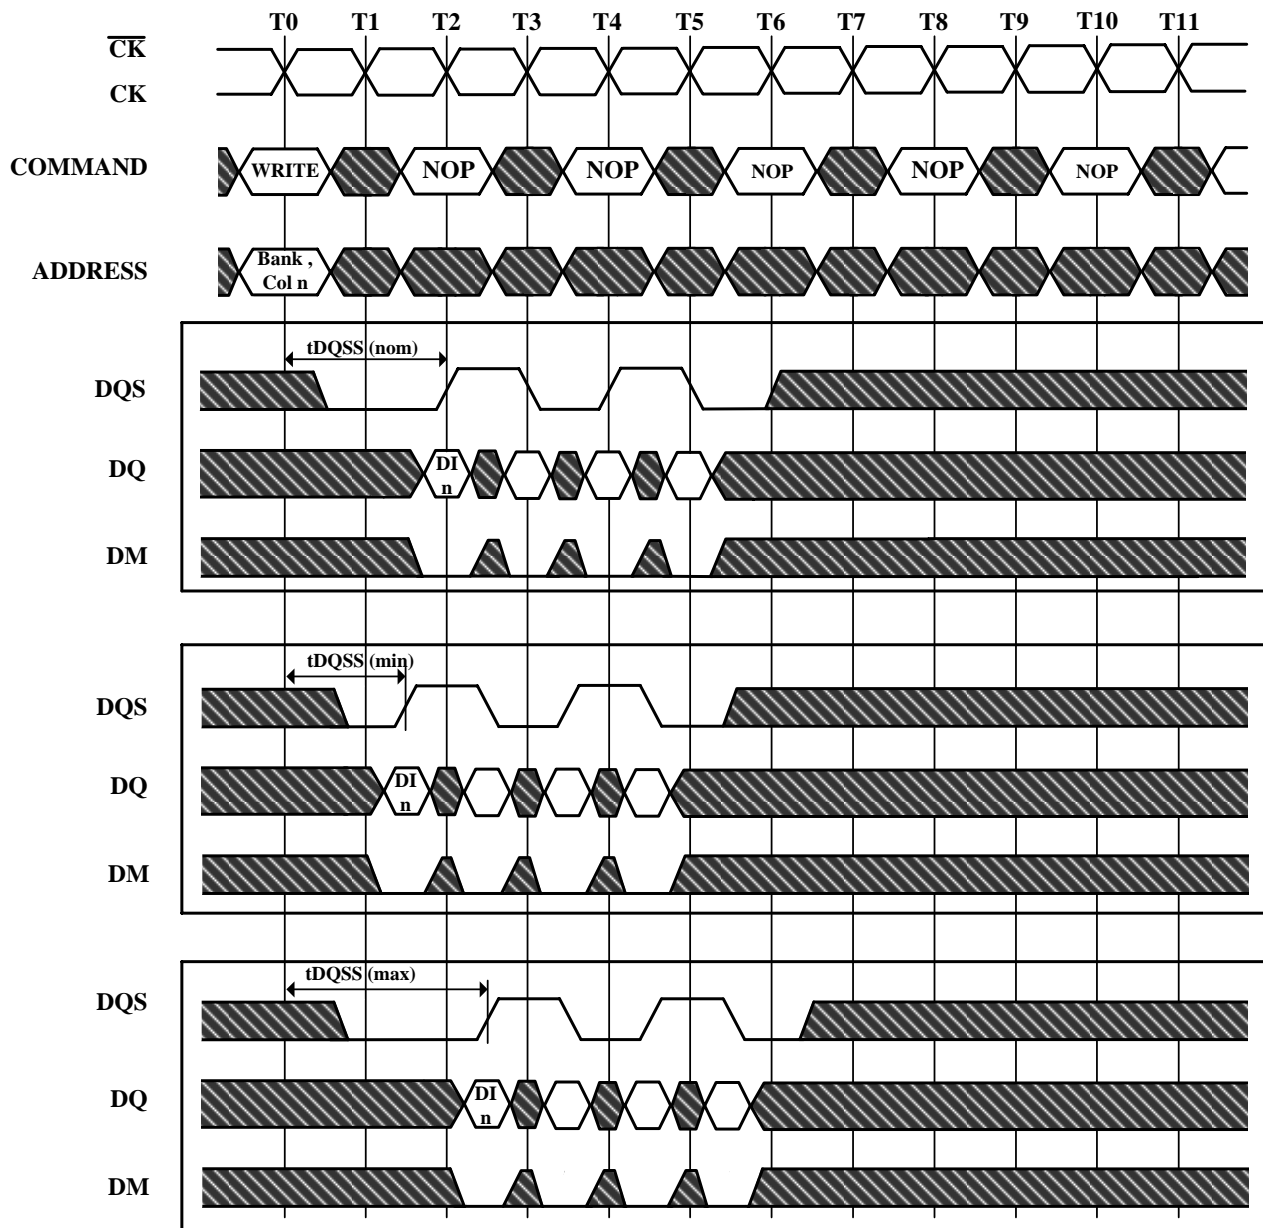 T0 T1 T2 T3 T4 T5 T6 T7 T8 T9 T10 T11
CK
CK
COMMAND WRITE NOP NOP NOP NOP NOP
ADDRESS Bank ,
Col n
tDQSS (nom)
DQS
DQ DI
n
DM
tDQSS (min)
DQS
DQ DI
n
DM
tDQSS (max)
DQS
DQ DI
n
DM